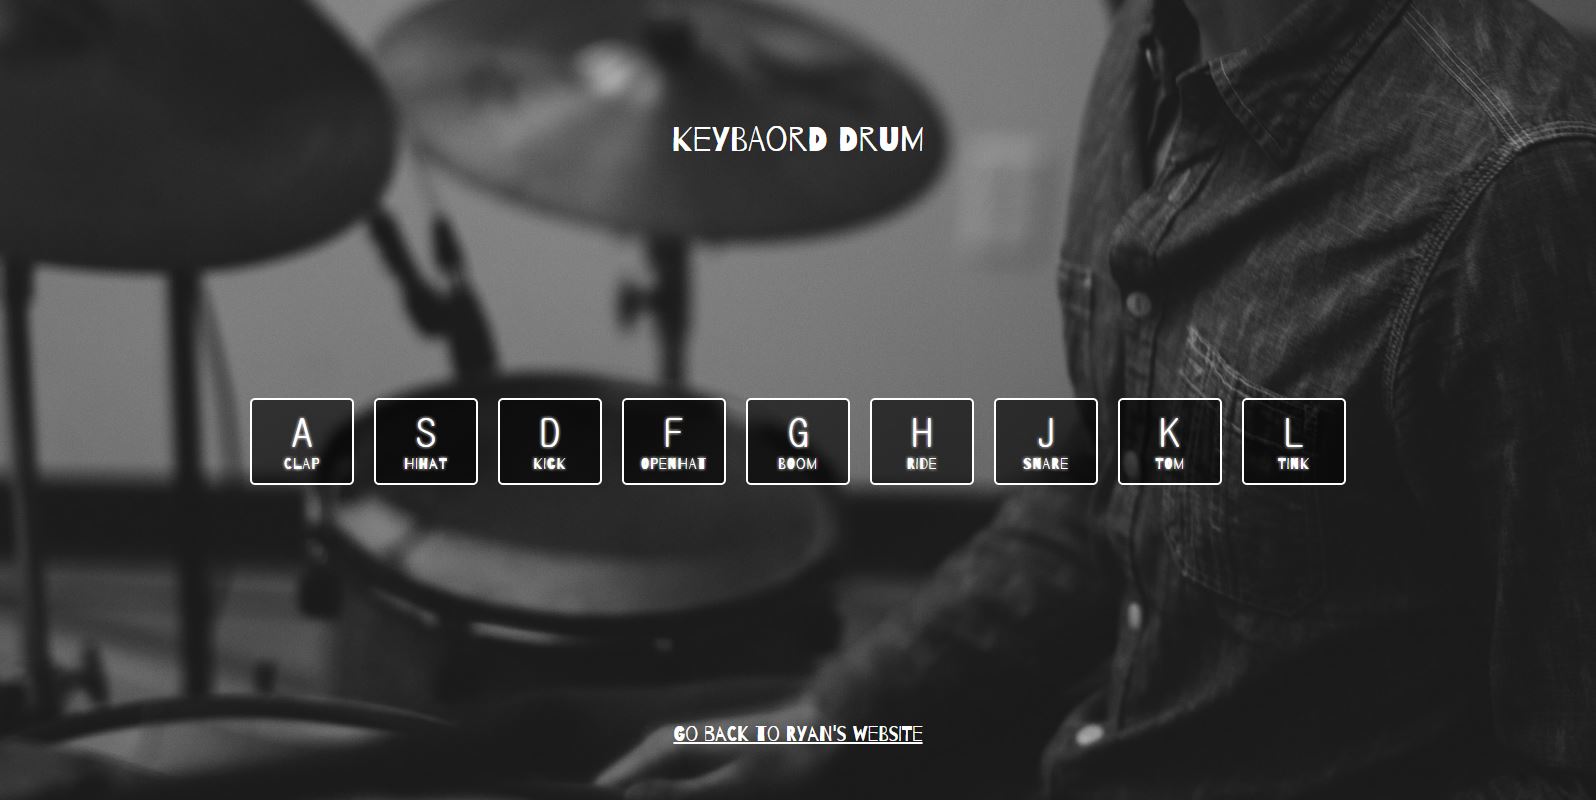 KEYBAORD DRUM
A S D F G H J K L
CLAP HIHAT KICK OPENHAT BOOM RIDE SNARE TOM TINK
GO BACK TO RYAN'S WEBSITE